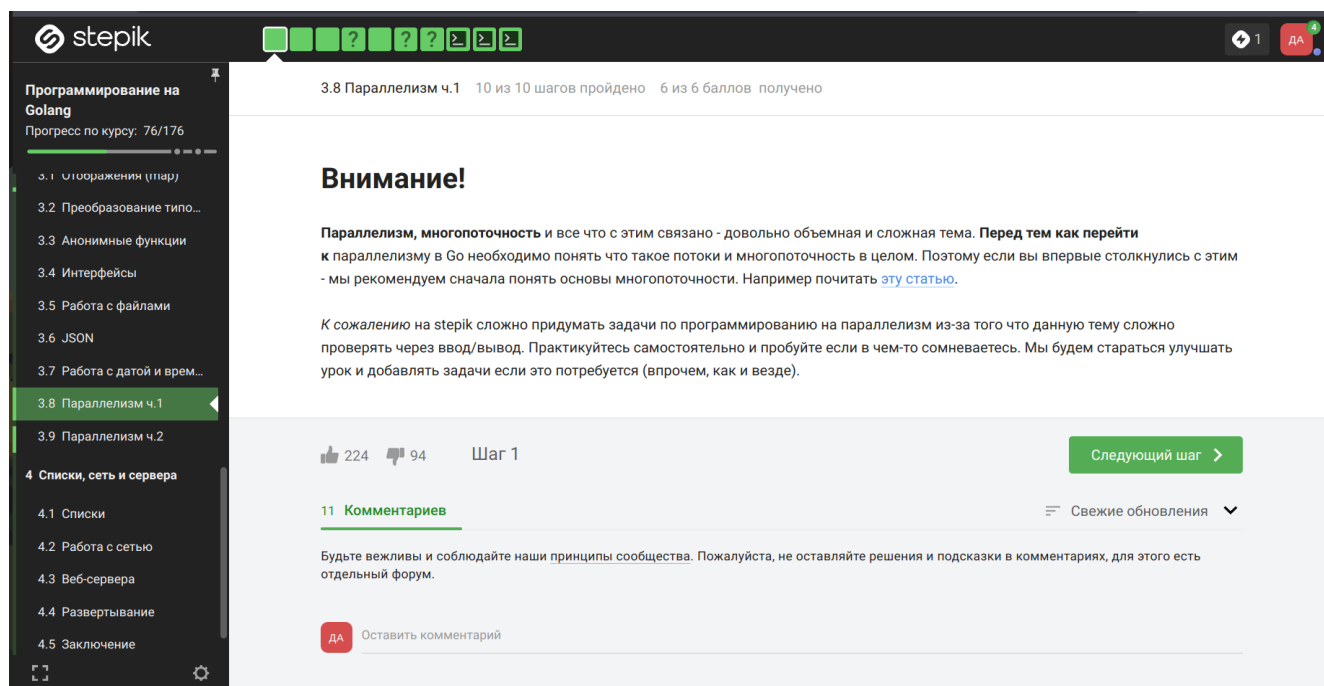 stepik
? ? ?
1
ДА
4
Программирование на
Golang
Прогресс по курсу: 76/176
3.1 Отображения (map)
3.2 Преобразование типо...
3.3 Анонимные функции
3.4 Интерфейсы
3.5 Работа с файлами
3.6 JSON
3.7 Работа с датой и врем...
3.8 Параллелизм ч.1
3.9 Параллелизм ч.2
4 Списки, сеть и сервера
4.1 Списки
4.2 Работа с сетью
4.3 Веб-сервера
4.4 Развертывание
4.5 Заключение
3.8 Параллелизм ч.1 10 из 10 шагов пройдено 6 из 6 баллов получено
Внимание!
Параллелизм, многопоточность и все что с этим связано - довольно объемная и сложная тема. Перед тем как перейти
к параллелизму в Go необходимо понять что такое потоки и многопоточность в целом. Поэтому если вы впервые столкнулись с этим
- мы рекомендуем сначала понять основы многопоточности. Например почитать эту статью.
К сожалению на stepik сложно придумать задачи по программированию на параллелизм из-за того что данную тему сложно
проверять через ввод/вывод. Практикуйтесь самостоятельно и пробуйте если в чем-то сомневаетесь. Мы будем стараться улучшать
урок и добавлять задачи если это потребуется (впрочем, как и везде).
224 94 Шаг 1
Следующий шаг
11 Комментариев
Свежие обновления
Будьте вежливы и соблюдайте наши принципы сообщества. Пожалуйста, не оставляйте решения и подсказки в комментариях, для этого есть
отдельный форум.
ДА
Оставить комментарий